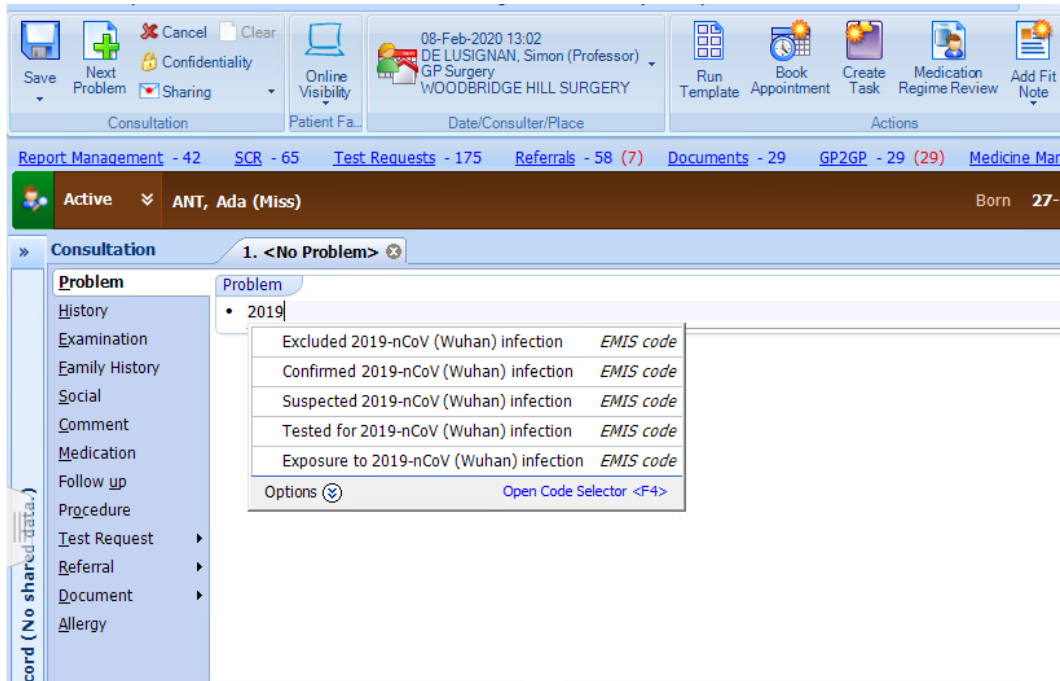 Save
Next Problem
Cancel
Clear
Confidentiality
Sharing
Consultation
Online Visibility
Patient Fa...
08-Feb-2020 13:02
DE LUSIGNAN, Simon (Professor)
GP Surgery
WOODBRIDGE HILL SURGERY
Date/Consulter/Place
Run Template
Book Appointment
Create Task
Medication Regime Review
Add Fit Note
Actions
Report Management - 42 SCR - 65 Test Requests - 175 Referrals - 58 (7) Documents - 29 GP2GP - 29 (29) Medicine Mar
Active ANT, Ada (Miss) Born 27-
» Consultation
1. <No Problem>
Problem
History
Examination
Family History
Social
Comment
Medication
Follow up
Procedure
Test Request
Referral
Document
Allergy
Problem
• 2019
Excluded 2019-nCoV (Wuhan) infection EMIS code
Confirmed 2019-nCoV (Wuhan) infection EMIS code
Suspected 2019-nCoV (Wuhan) infection EMIS code
Tested for 2019-nCoV (Wuhan) infection EMIS code
Exposure to 2019-nCoV (Wuhan) infection EMIS code
Options Open Code Selector <F4>
cord (No shared data.)